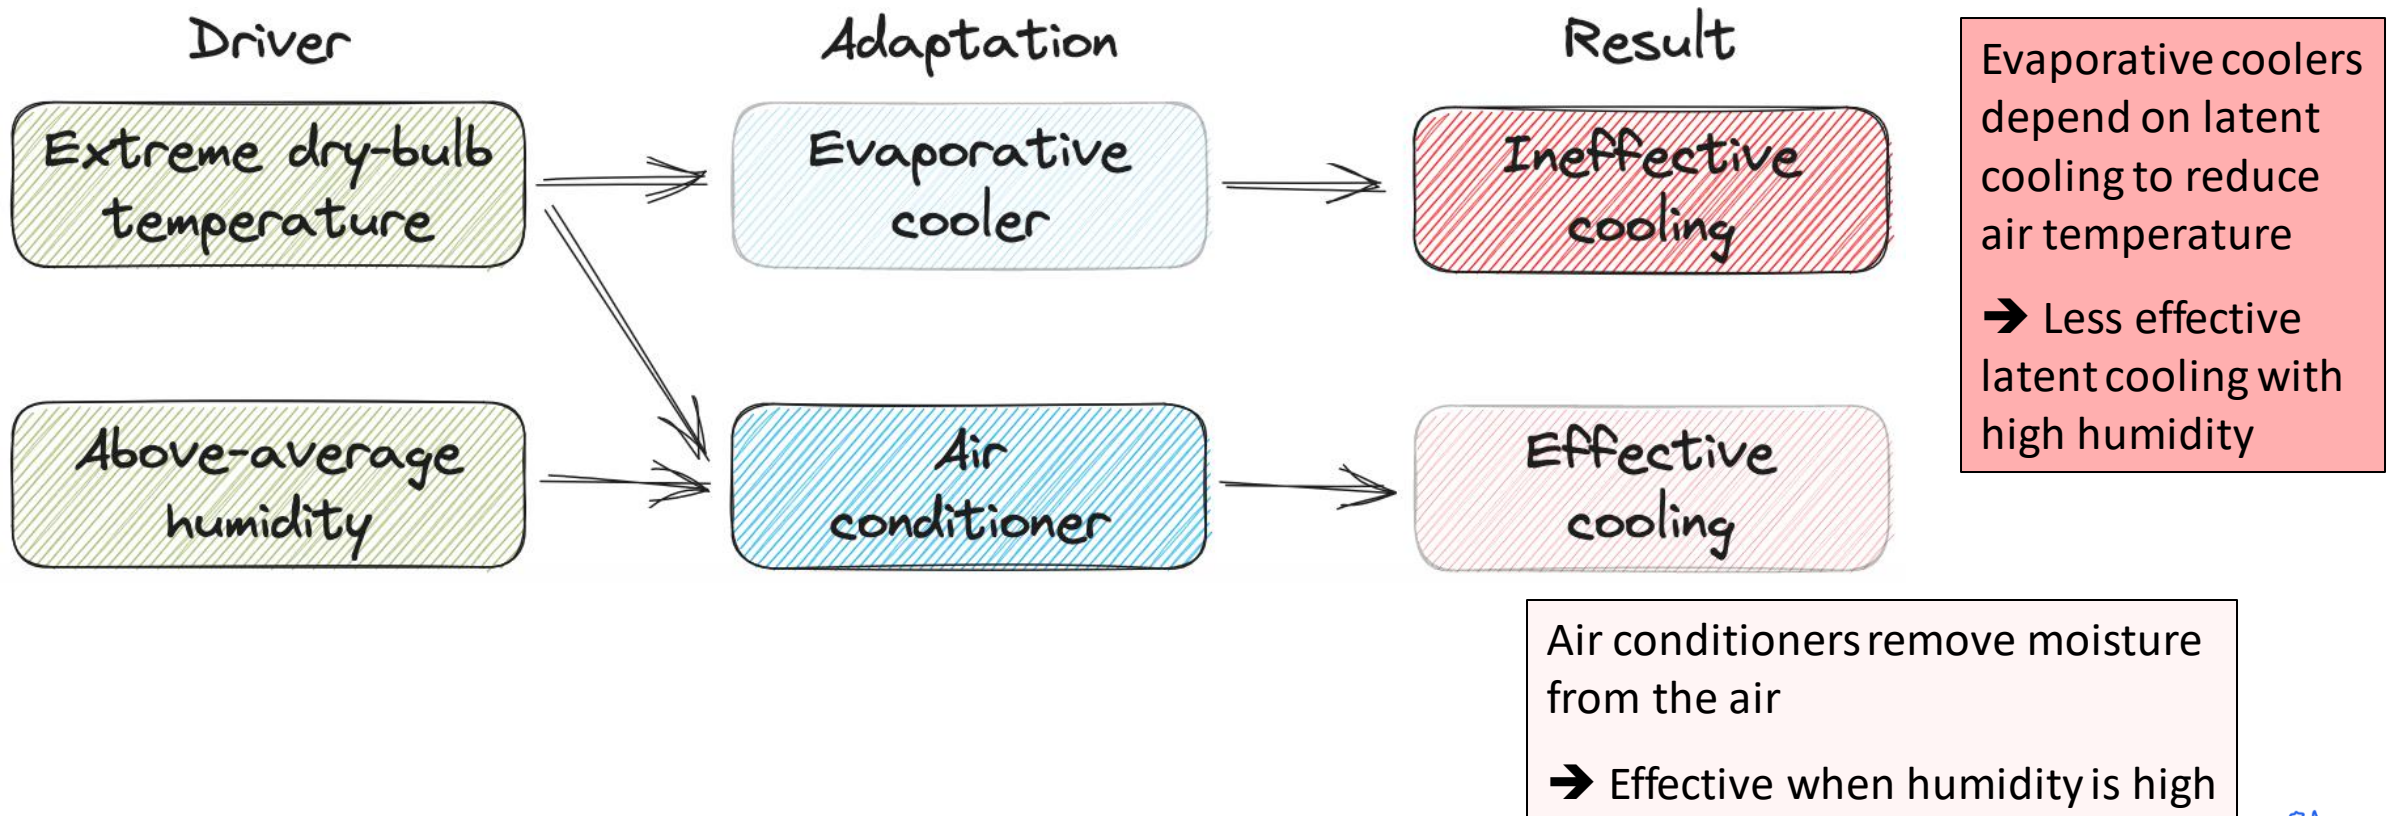 Driver
Adaptation
Result
Extreme dry-bulb
temperature
Evaporative
cooler
Ineffective
cooling
Above-average
humidity
Air
conditioner
Effective
cooling
Evaporative coolers
depend on latent
cooling to reduce
air temperature
➔ Less effective
latent cooling with
high humidity
Air conditioners remove moisture
from the air
➔ Effective when humidity is high